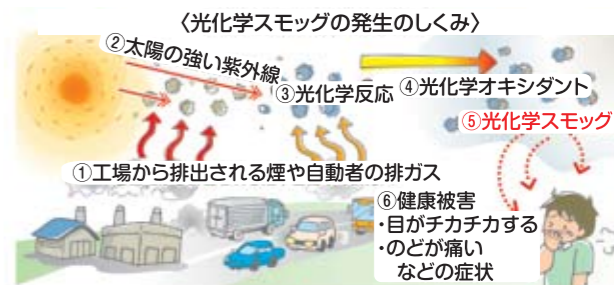 〈光化学スモッグの発生のしくみ〉
②太陽の強い紫外線
③光化学反応
④光化学オキシダント
⑤光化学スモッグ
①工場から排出される煙や自動者の排ガス
⑥健康被害
・目がチカチカする
・のどが痛い
などの症状